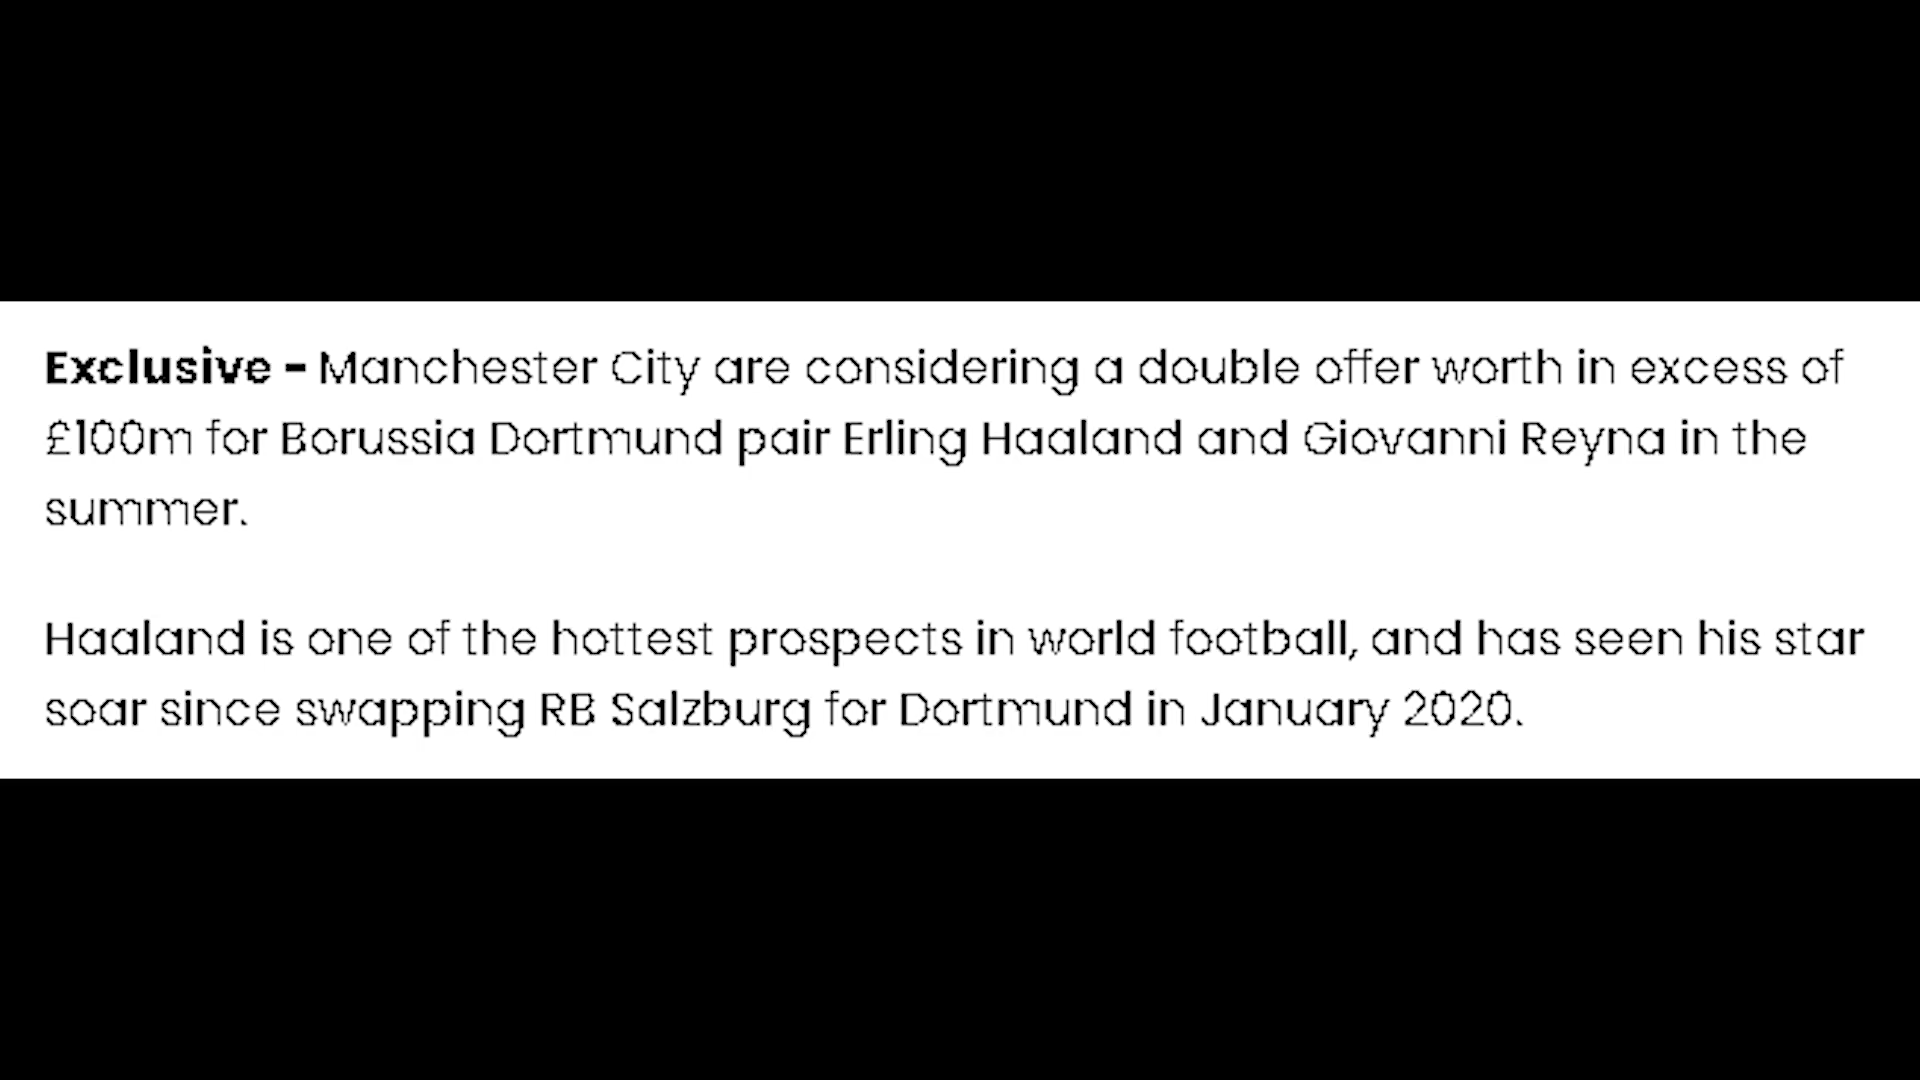 Exclusive - Manchester City are considering a double offer worth in excess of
£100m for Borussia Dortmund pair Erling Haaland and Giovanni Reyna in the
summer.
Haaland is one of the hottest prospects in world football, and has seen his star
soar since swapping RB Salzburg for Dortmund in January 2020.